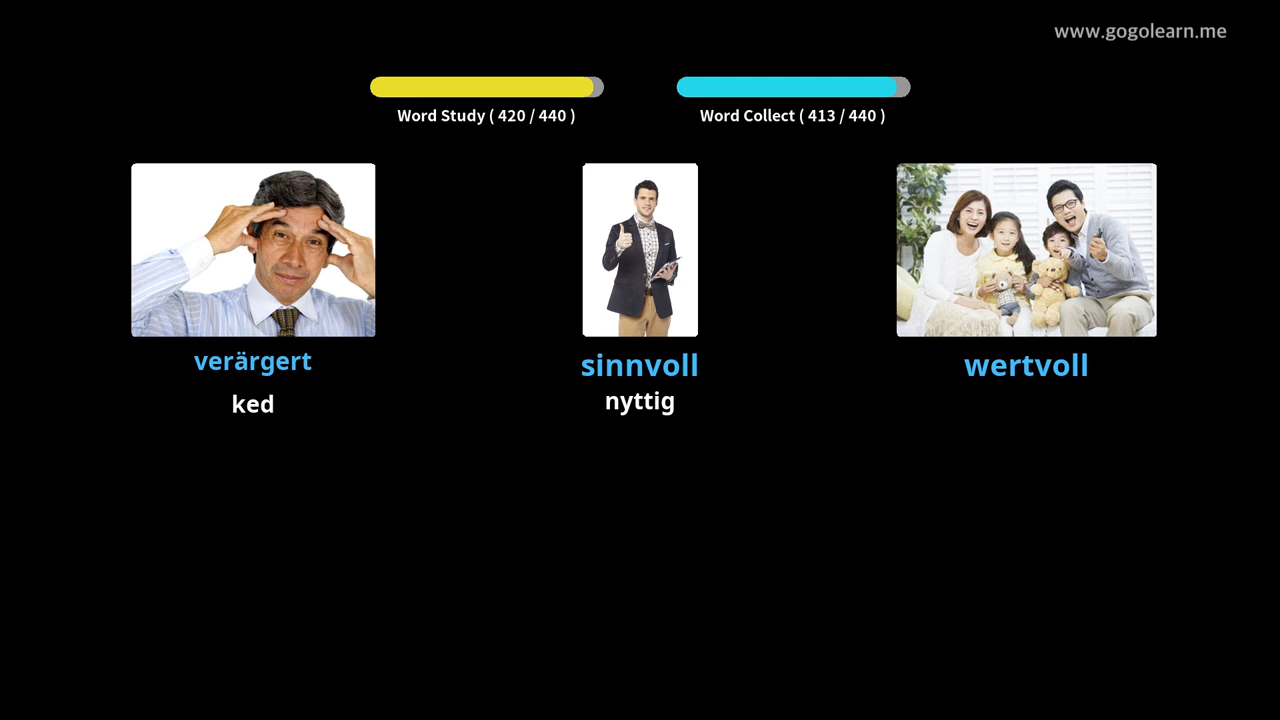 www.gogolearn.me
Word Study ( 420 / 440 )
Word Collect ( 413 / 440 )
verärgert
sinnvoll
wertvoll
ked
nyttig